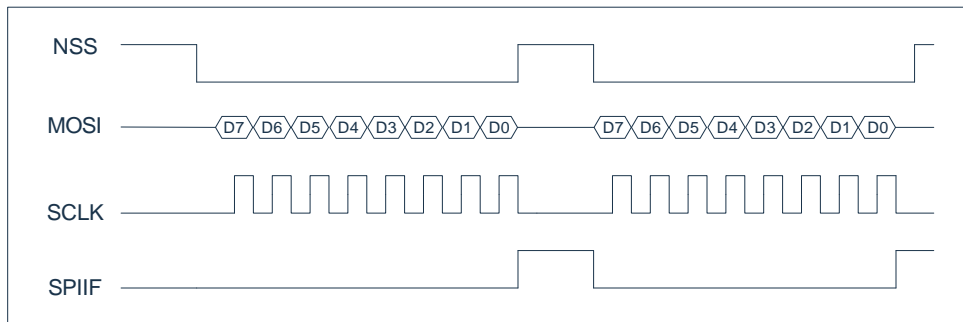 NSS
MOSI D7 D6 D5 D4 D3 D2 D1 D0 D7 D6 D5 D4 D3 D2 D1 D0
SCLK
SPIIF